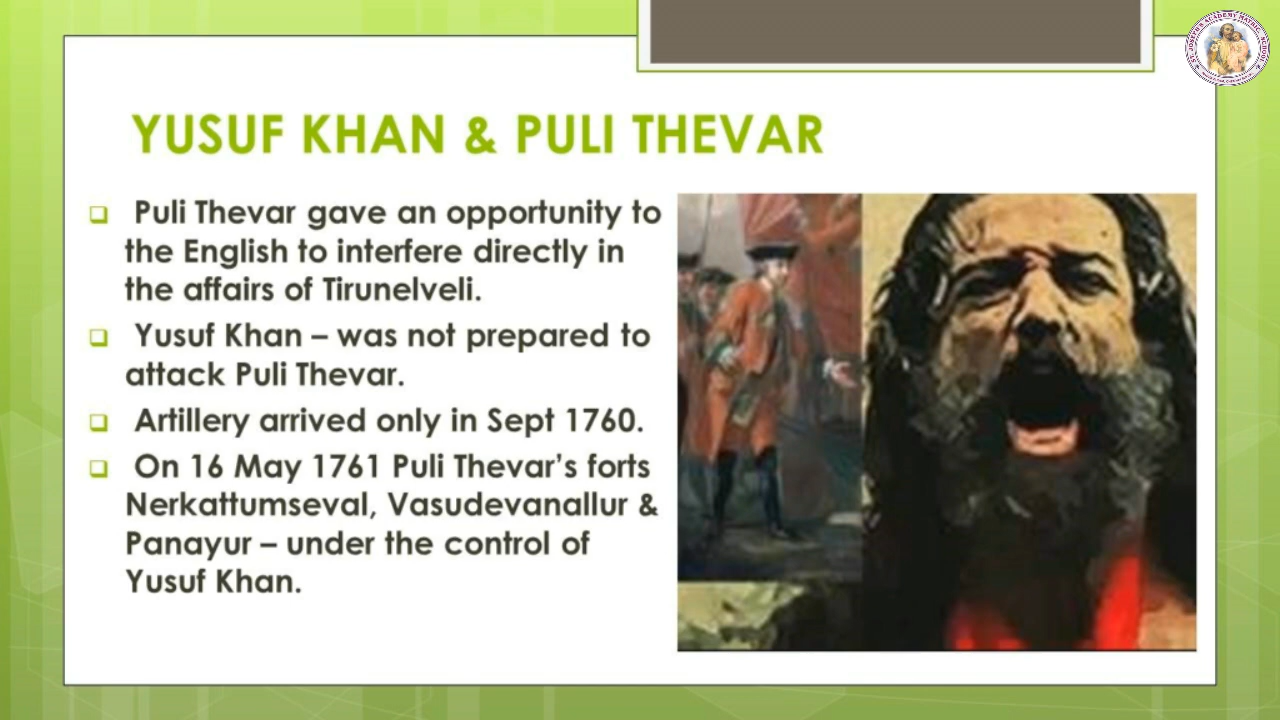 YUSUF KHAN & PULI THEVAR
❑ Puli Thevar gave an opportunity to
the English to interfere directly in
the affairs of Tirunelveli.
❑ Yusuf Khan – was not prepared to
attack Puli Thevar.
❑ Artillery arrived only in Sept 1760.
❑ On 16 May 1761 Puli Thevar’s forts
Nerkattumseval, Vasudevanallur &
Panayur – under the control of
Yusuf Khan.